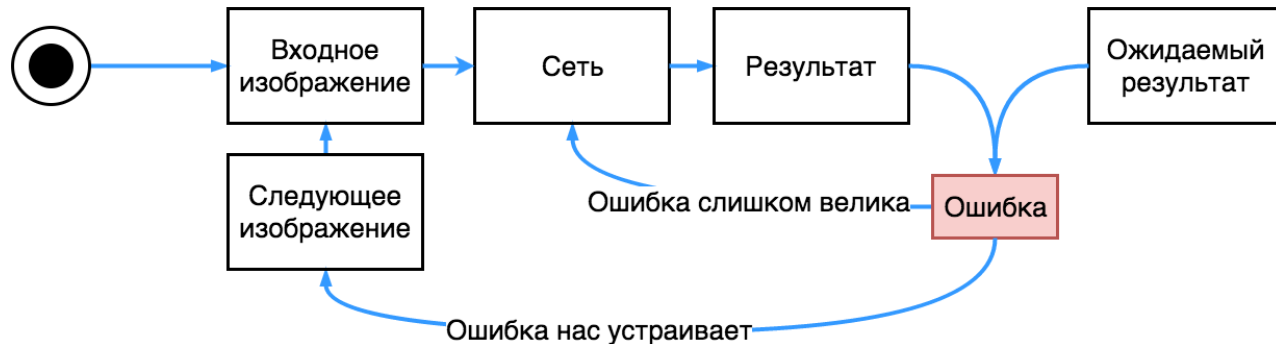 Входное
изображение
Сеть
Результат
Ожидаемый
результат
Следующее
изображение
Ошибка слишком велика
Ошибка
Ошибка нас устраивает